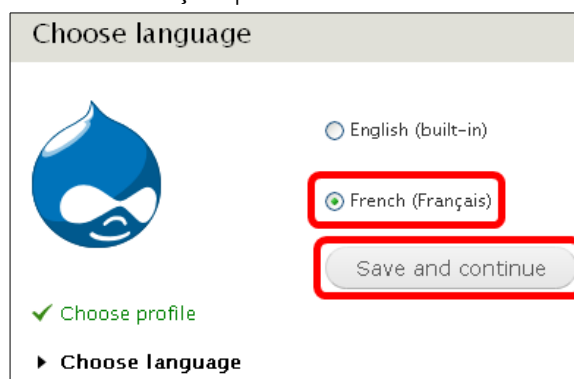 Choose language
English (built-in)
French (Français)
Save and continue
Choose profile
Choose language